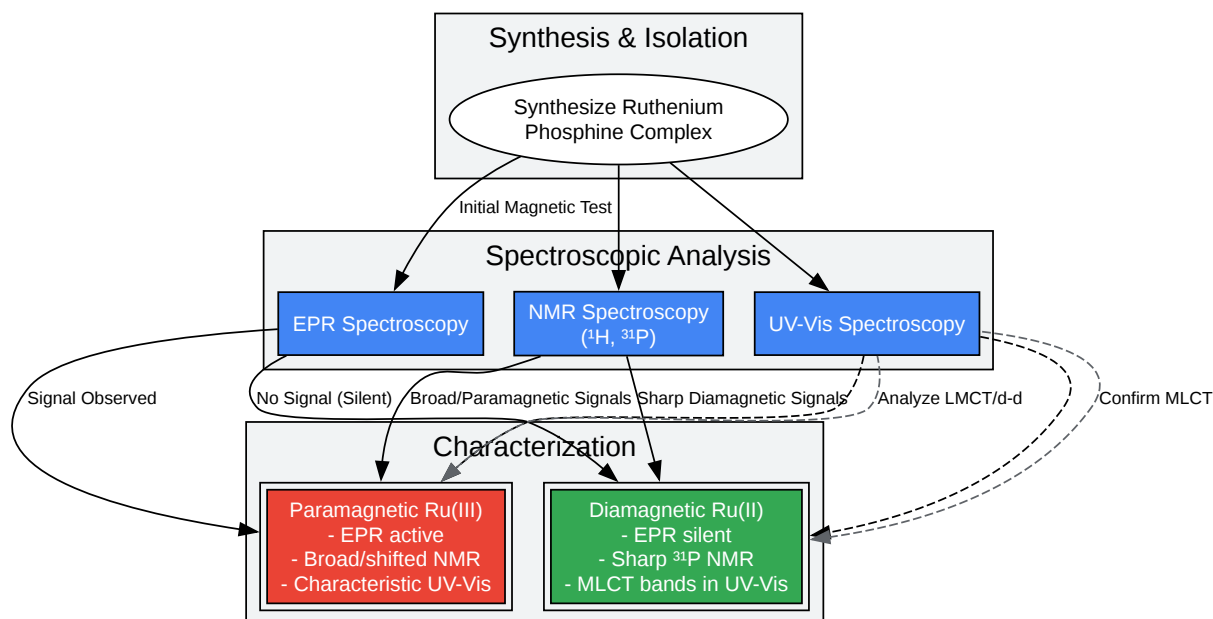 Synthesis & Isolation
Synthesize Ruthenium
Phosphine Complex
Initial Magnetic Test
Spectroscopic Analysis
EPR Spectroscopy
NMR Spectroscopy
(¹H, ³¹P)
UV-Vis Spectroscopy
Signal Observed
No Signal (Silent)
Broad/Paramagnetic Signals
Sharp Diamagnetic Signals
Analyze LMCT/d-d
Confirm MLCT
Characterization
Paramagnetic Ru(III)
- EPR active
- Broad/shifted NMR
- Characteristic UV-Vis
Diamagnetic Ru(II)
- EPR silent
- Sharp ³¹P NMR
- MLCT bands in UV-Vis